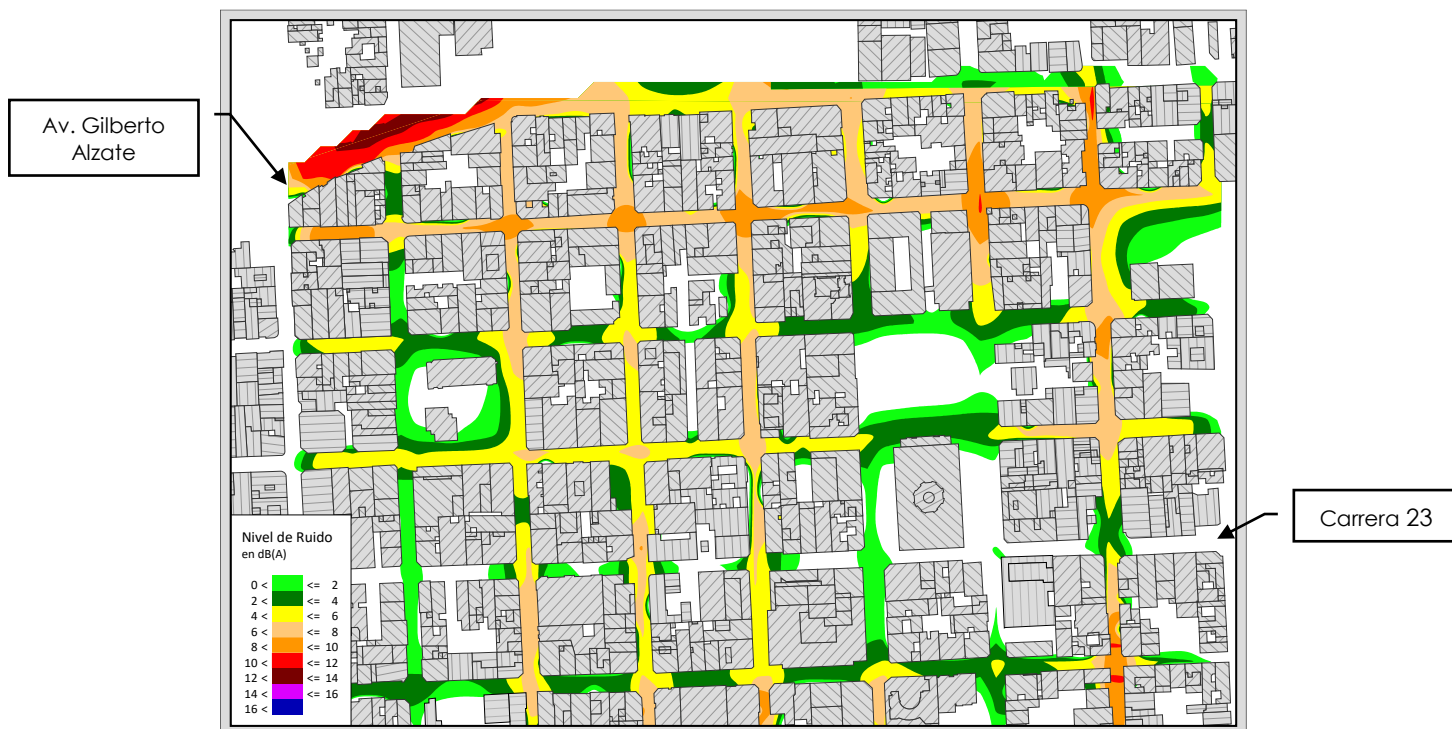 Av. Gilberto
Alzate
Carrera 23
Nivel de Ruido
en dB(A)
0 < <= 2
2 < <= 4
4 < <= 6
6 < <= 8
8 < <= 10
10 < <= 12
12 < <= 14
14 < <= 16
16 <